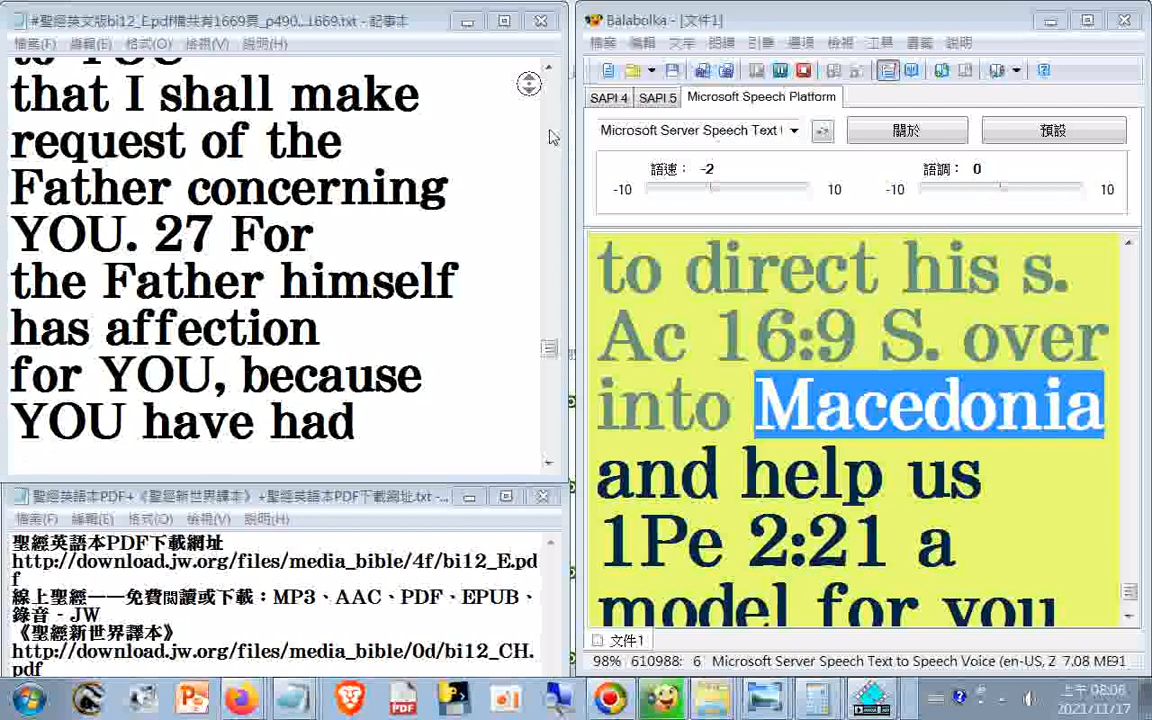 #聖經英文版bi12_E.pdf檔共有1669頁_p490...1669.txt - 記事本
檔案(F) 編輯(E) 格式(O) 檢視(V) 說明(H)
to YOU
that I shall make
request of the
Father concerning
YOU. 27 For
the Father himself
has affection
for YOU, because
YOU have had
聖經英語本PDF+《聖經新世界譯本》+聖經英語本PDF下載網址.txt - ...
檔案(F) 編輯(E) 格式(O) 檢視(V) 說明(H)
聖經英語本PDF下載網址
http://download.jw.org/files/media_bible/4f/bi12_E.pd
f
線上聖經──免費閱讀或下載：MP3、AAC、PDF、EPUB、
錄音 - JW
《聖經新世界譯本》
http://download.jw.org/files/media_bible/0d/bi12_CH.
pdf
Balabolka - [文件1]
檔案 編輯 文字 朗讀 引擎 選項 檢視 工具 書籤 說明
SAPI 4 SAPI 5 Microsoft Speech Platform
Microsoft Server Speech Text 關於 預設
語速： -2 語調： 0
-10 10 -10 10
to direct his s.
Ac 16:9 S. over
into Macedonia
and help us
1Pe 2:21 a
model for you
文件1
98% 610988: 6 Microsoft Server Speech Text to Speech Voice (en-US, Z 7.08 ME91
PDF
上午 08:06
2021/11/17